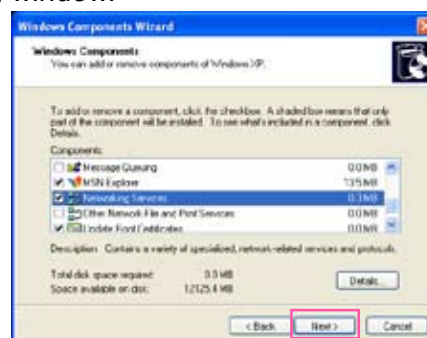 window.
Windows Components Wizard
Windows Components
You can add or remove components of Windows XP.
To add or remove a component, click the checkbox. A shaded box means that only
part of the component will be installed. To see what's included in a component, click
Details.
Components:
Message Queuing 0.0 MB
MSN Explorer 13.5 MB
Networking Services 0.3 MB
Other Network File and Print Services 0.0 MB
Update Root Certificates 0.0 MB
Description: Contains a variety of specialized, network-related services and protocols.
Total disk space required: 0.0 MB
Space available on disk: 12125.4 MB
Details...
< Back
Next >
Cancel